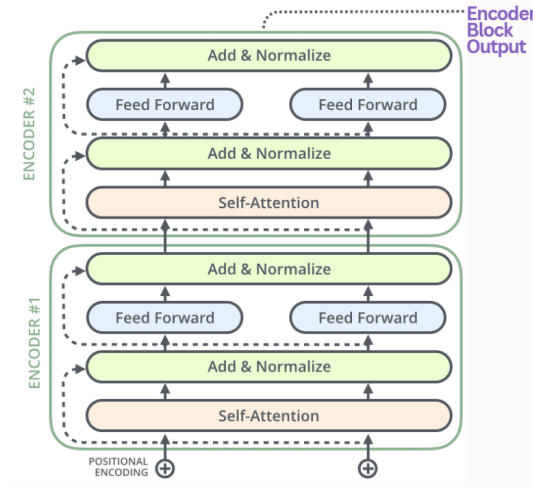 Encoder
Block
Output
ENCODER #2
Add & Normalize
Feed Forward
Feed Forward
Add & Normalize
Self-Attention
ENCODER #1
Add & Normalize
Feed Forward
Feed Forward
Add & Normalize
Self-Attention
POSITIONAL
ENCODING